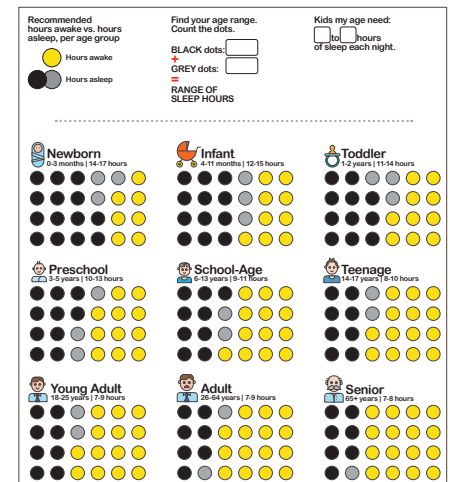 Recommended
hours awake vs. hours
asleep, per age group
Hours awake
Hours asleep
Find your age range.
Count the dots.
BLACK dots:
+
GREY dots:
=
RANGE OF
SLEEP HOURS
Kids my age need:
to hours
of sleep each night.
Newborn
0-3 months | 14-17 hours
Infant
4-11 months | 12-15 hours
Toddler
1-2 years | 11-14 hours
Preschool
3-5 years | 10-13 hours
School-Age
6-13 years | 9-11 hours
Teenage
14-17 years | 8-10 hours
Young Adult
18-25 years | 7-9 hours
Adult
26-64 years | 7-9 hours
Senior
65+ years | 7-8 hours